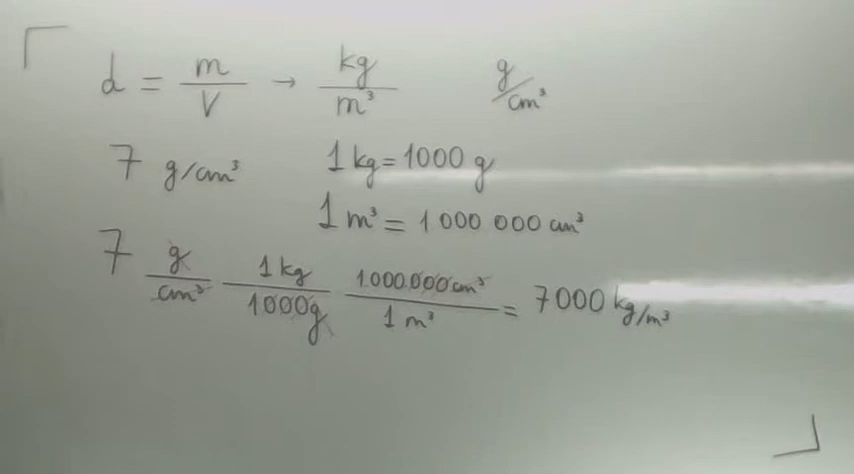 d = m/V → kg/m³ g/cm³
7 g/cm³ 1 kg = 1000 g
1 m³ = 1 000 000 cm³
7 g/cm³ 1 kg/1000g 1.000.000 cm³/1 m³ = 7000 kg/m³